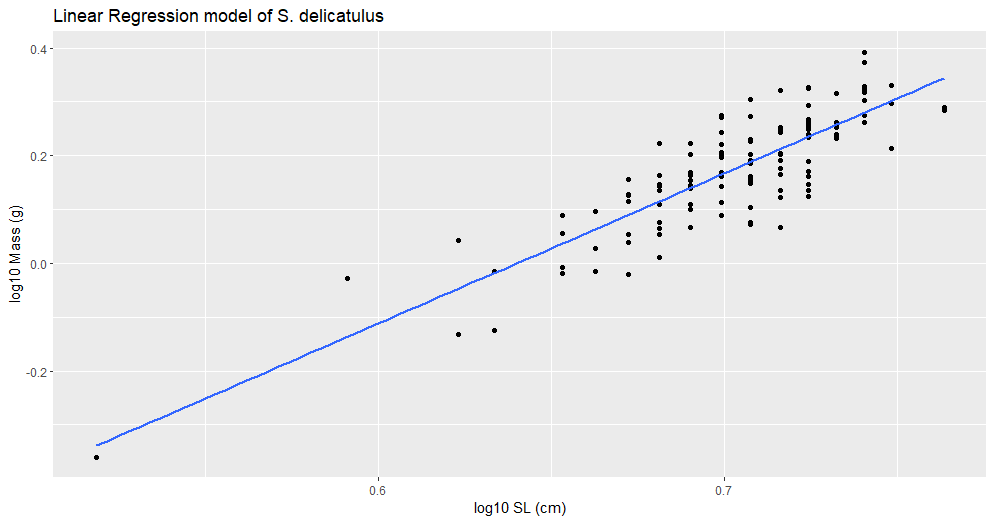 Linear Regression model of S. delicatulus
0.4
0.2
0.0
-0.2
log10 Mass (g)
0.6
0.7
log10 SL (cm)